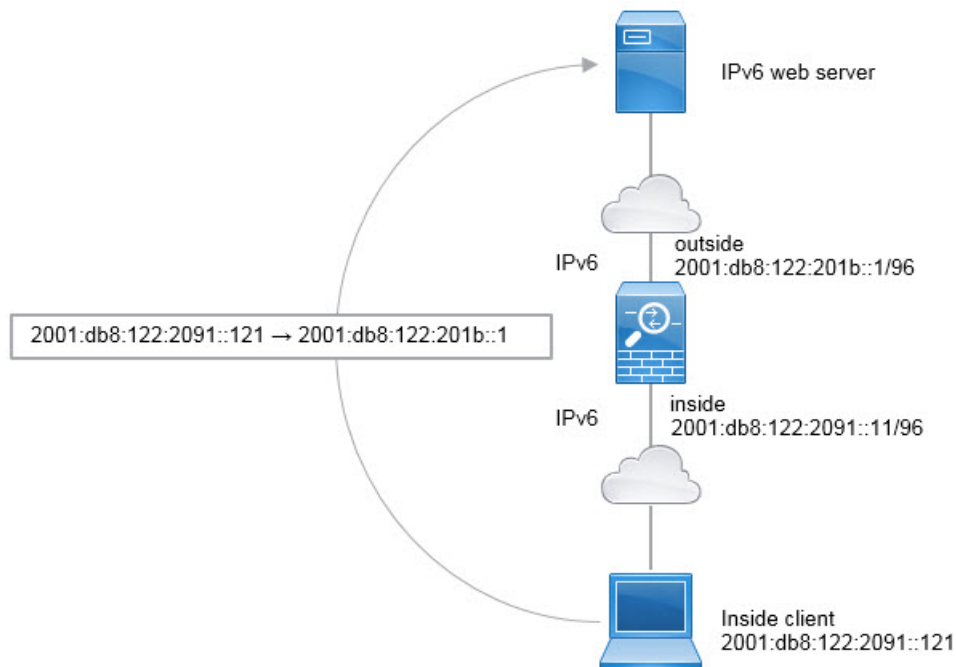 IPv6 web server
outside
IPv6
2001:db8:122:201b::1/96
2001:db8:122:2091::121 → 2001:db8:122:201b::1
inside
IPv6
2001:db8:122:2091::11/96
Inside client
2001:db8:122:2091::121